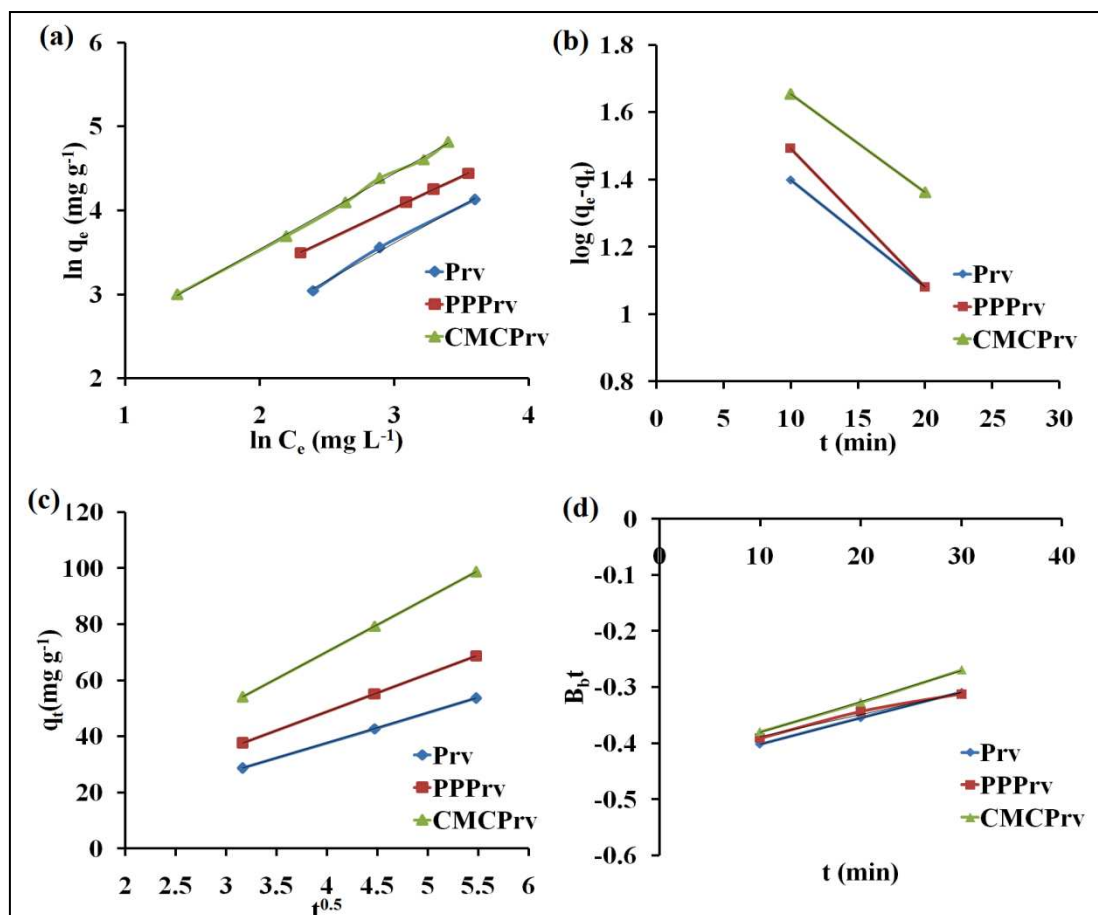 (a)
6
5
4
3
2
1
2
3
4
ln qe (mg g-1)
ln Ce (mg L-1)
Prv
PPPrv
CMCPrv
(b)
1.8
1.6
1.4
1.2
1
0.8
0
5
10
15
20
25
30
log (qe-qt)
t (min)
Prv
PPPrv
CMCPrv
(c)
120
100
80
60
40
20
0
2
2.5
3
3.5
4
4.5
5
5.5
6
qt(mg g-1)
t0.5
Prv
PPPrv
CMCPrv
(d)
0
-0.1
-0.2
-0.3
-0.4
-0.5
-0.6
0
10
20
30
40
Bbt
t (min)
Prv
PPPrv
CMCPrv